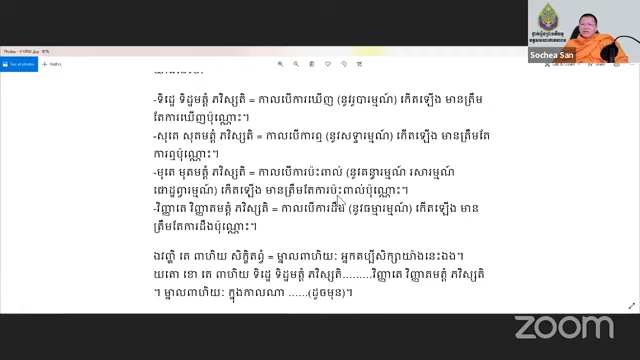 Sochea San
Photos - ការមើល.jpg
See all photos
Add to
Edit & Create
Share
-ទិដ្ឋេ ទិដ្ឋមត្តំ ភវិស្សតិ = កាលបើការឃើញ (នូវរូបារម្មណ៍) កើតឡើង មានត្រឹម
តែការឃើញប៉ុណ្ណោះ។
-សុតេ សុតមត្តំ ភវិស្សតិ = កាលបើការឮ (នូវសទ្ទារម្មណ៍) កើតឡើង មានត្រឹមតែ
ការឮប៉ុណ្ណោះ។
-មុតេ មុតមត្តំ ភវិស្សតិ = កាលបើការប៉ះពាល់ (នូវគន្ធារម្មណ៍ រសារម្មណ៍
ផោដ្ឋព្វារម្មណ៍) កើតឡើង មានត្រឹមតែការប៉ះពាល់ប៉ុណ្ណោះ។
-វិញ្ញាតេ វិញ្ញាតមត្តំ ភវិស្សតិ = កាលបើការដឹង (នូវធម្មារម្មណ៍) កើតឡើង មាន
ត្រឹមតែការដឹងប៉ុណ្ណោះ។
ឯវញ្ហិ តេ ពាហិយ សិក្ខិតព្វំ = ម្នាលពាហិយៈ អ្នកគប្បីសិក្សាយ៉ាងនេះឯង។
យតោ ខោ តេ ពាហិយ ទិដ្ឋេ ទិដ្ឋមត្តំ ភវិស្សតិ.........វិញ្ញាតេ វិញ្ញាតមត្តំ ភវិស្សតិ
។ ម្នាលពាហិយៈ ក្នុងកាលណា ......(ដូចមុន)។
zoom